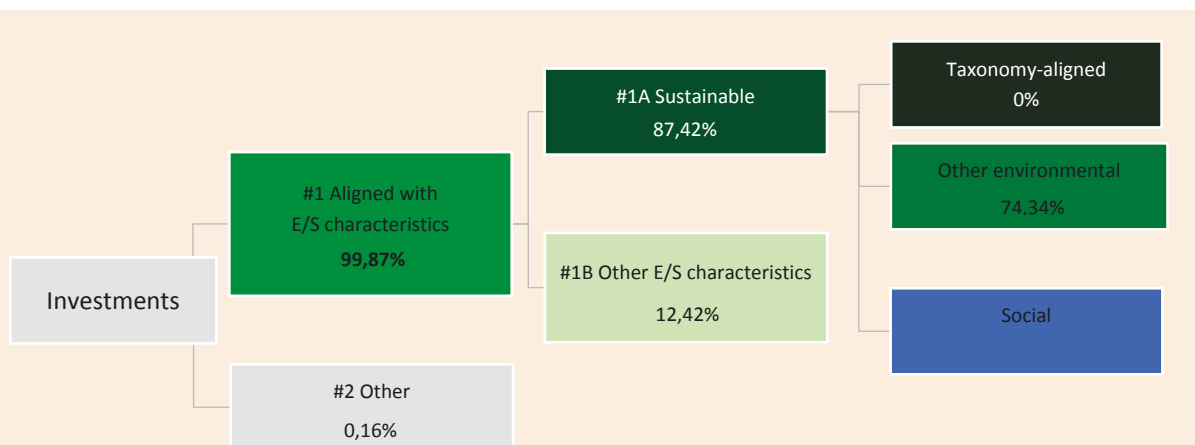 Investments
#1 Aligned with
E/S characteristics
99,87%
#2 Other
0,16%
#1A Sustainable
87,42%
#1B Other E/S characteristics
12,42%
Taxonomy-aligned
0%
Other environmental
74,34%
Social